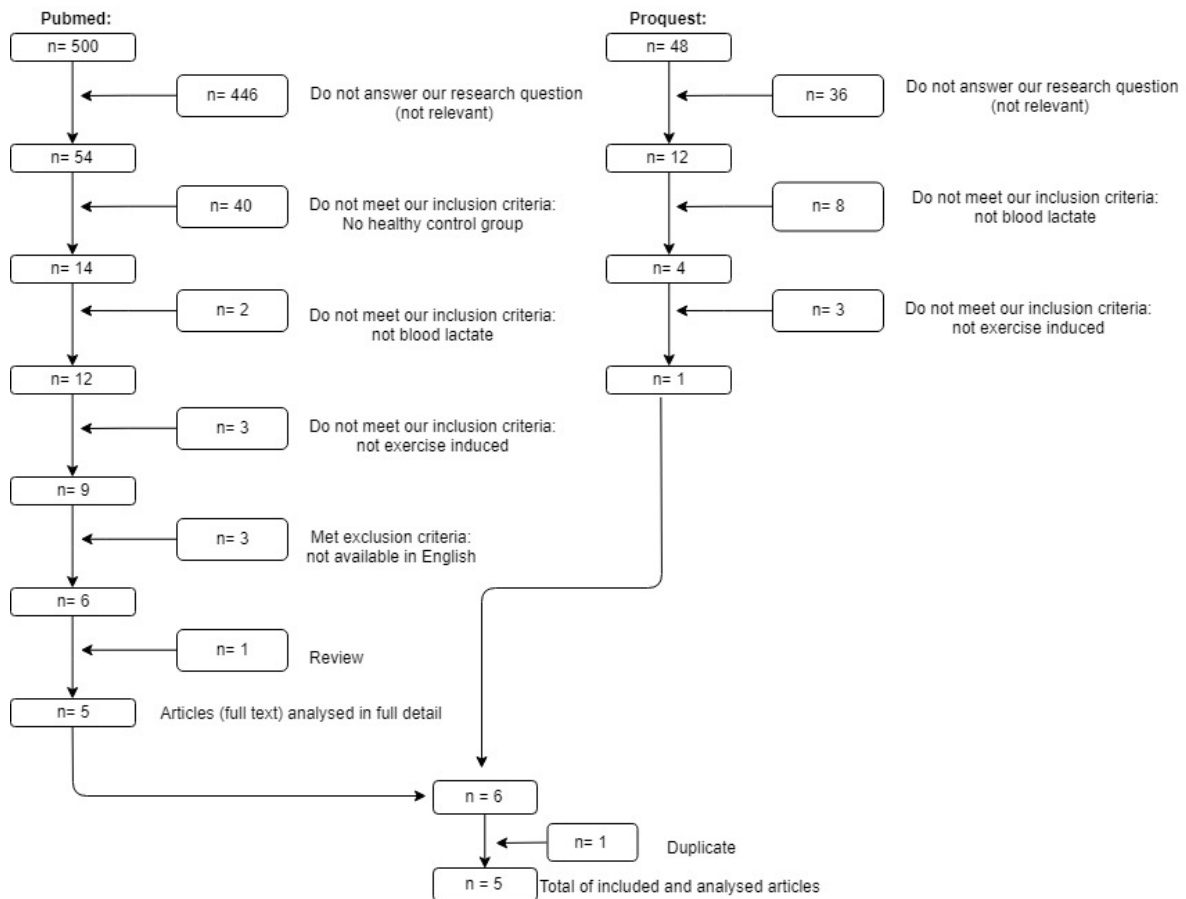 Pubmed:
n= 500
n= 446
Do not answer our research question
(not relevant)
n= 54
n= 40
Do not meet our inclusion criteria:
No healthy control group
n= 14
n= 2
Do not meet our inclusion criteria:
not blood lactate
n= 12
n= 3
Do not meet our inclusion criteria:
not exercise induced
n= 9
n= 3
Met exclusion criteria:
not available in English
n= 6
n= 1
Review
n= 5
Articles (full text) analysed in full detail
Proquest:
n= 48
n= 36
Do not answer our research question
(not relevant)
n= 12
n= 8
Do not meet our inclusion criteria:
not blood lactate
n= 4
n= 3
Do not meet our inclusion criteria:
not exercise induced
n= 1
n = 6
n= 1
Duplicate
n = 5
Total of included and analysed articles